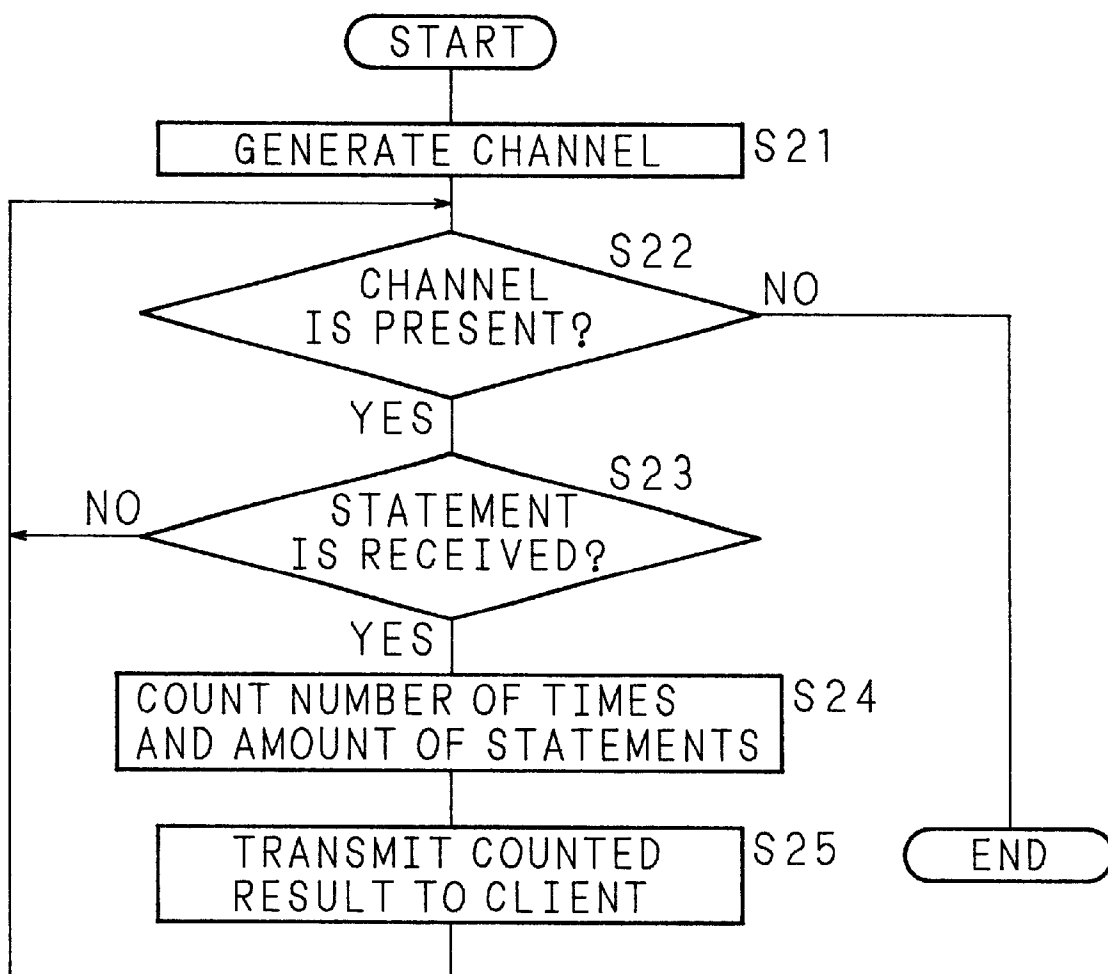 START
GENERATE CHANNEL
S21
S22
CHANNEL
IS PRESENT?
NO
YES
S23
NO
STATEMENT
IS RECEIVED?
YES
COUNT NUMBER OF TIMES
AND AMOUNT OF STATEMENTS
S24
TRANSMIT COUNTED
RESULT TO CLIENT
S25
END